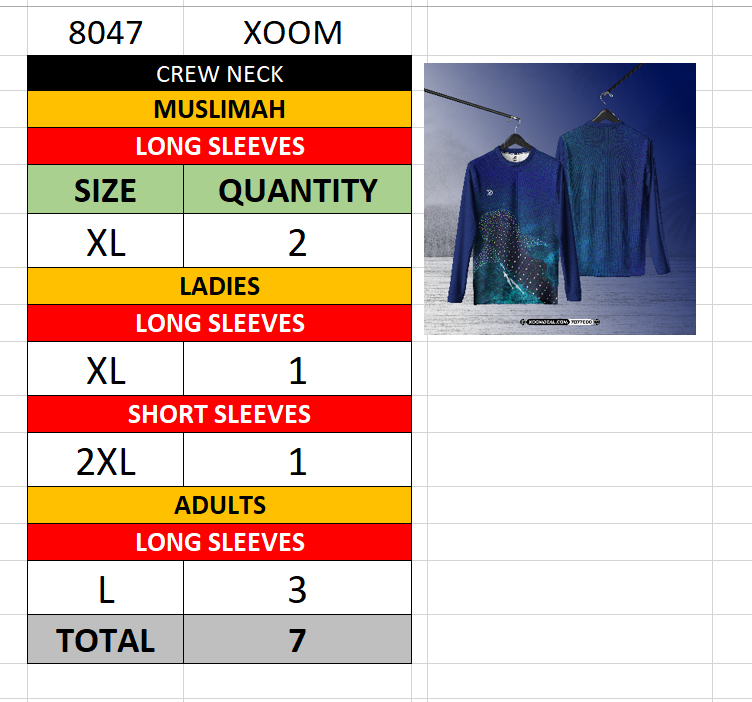 8047 XOOM
CREW NECK
MUSLIMAH
LONG SLEEVES
SIZE QUANTITY
XL 2
LADIES
LONG SLEEVES
XL 1
SHORT SLEEVES
2XL 1
ADULTS
LONG SLEEVES
L 3
TOTAL 7